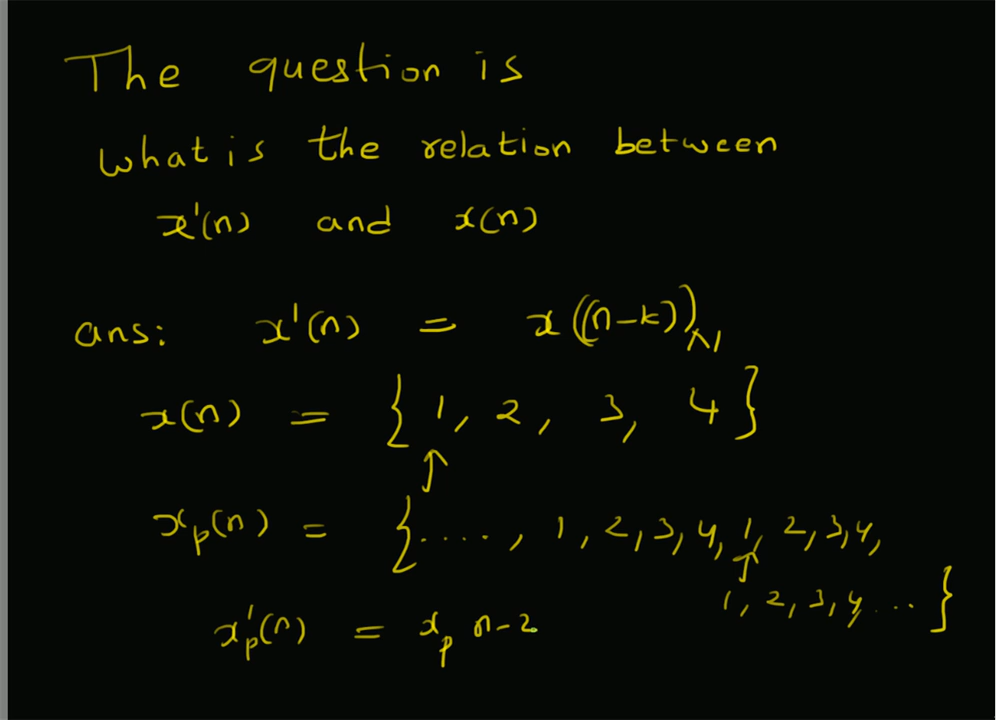 The question is
what is the relation between
x'(n) and x(n)
ans: x'(n) = x((n-k))N
x(n) = { 1, 2, 3, 4 }
↑
xp(n) = { ...., 1, 2, 3, 4, 1, 2, 3, 4,
↑
1, 2, 3, 4, ... }
x'p(n) = xp n-2